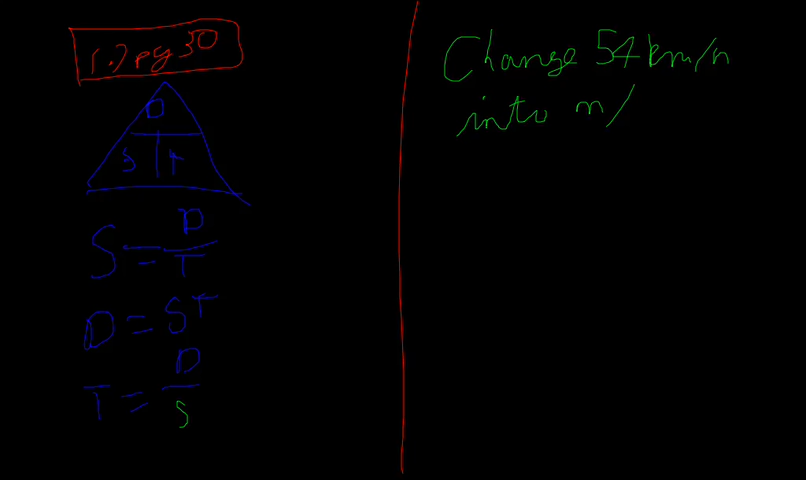 1.7 pg 30
D
S T
S = D/T
D = ST
T = D/S
Change 54 km/h
into m/